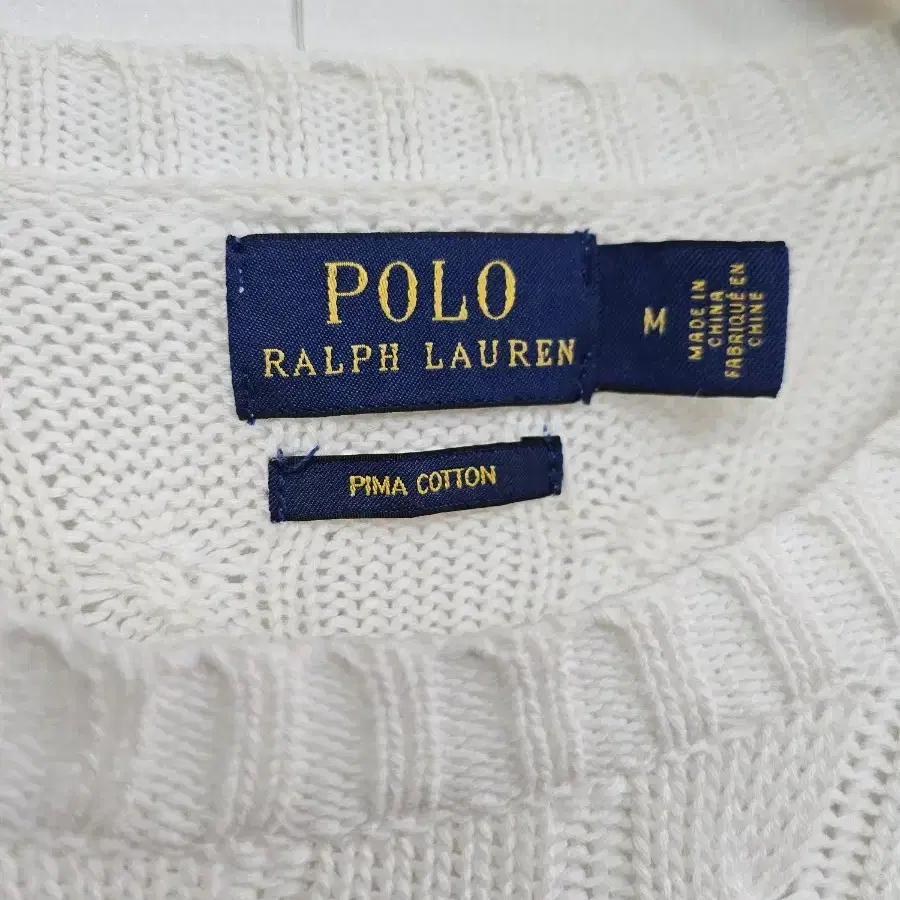 POLO
RALPH LAUREN
M
MADE IN
CHINA
FABRIQUÉ EN
CHINE
PIMA COTTON